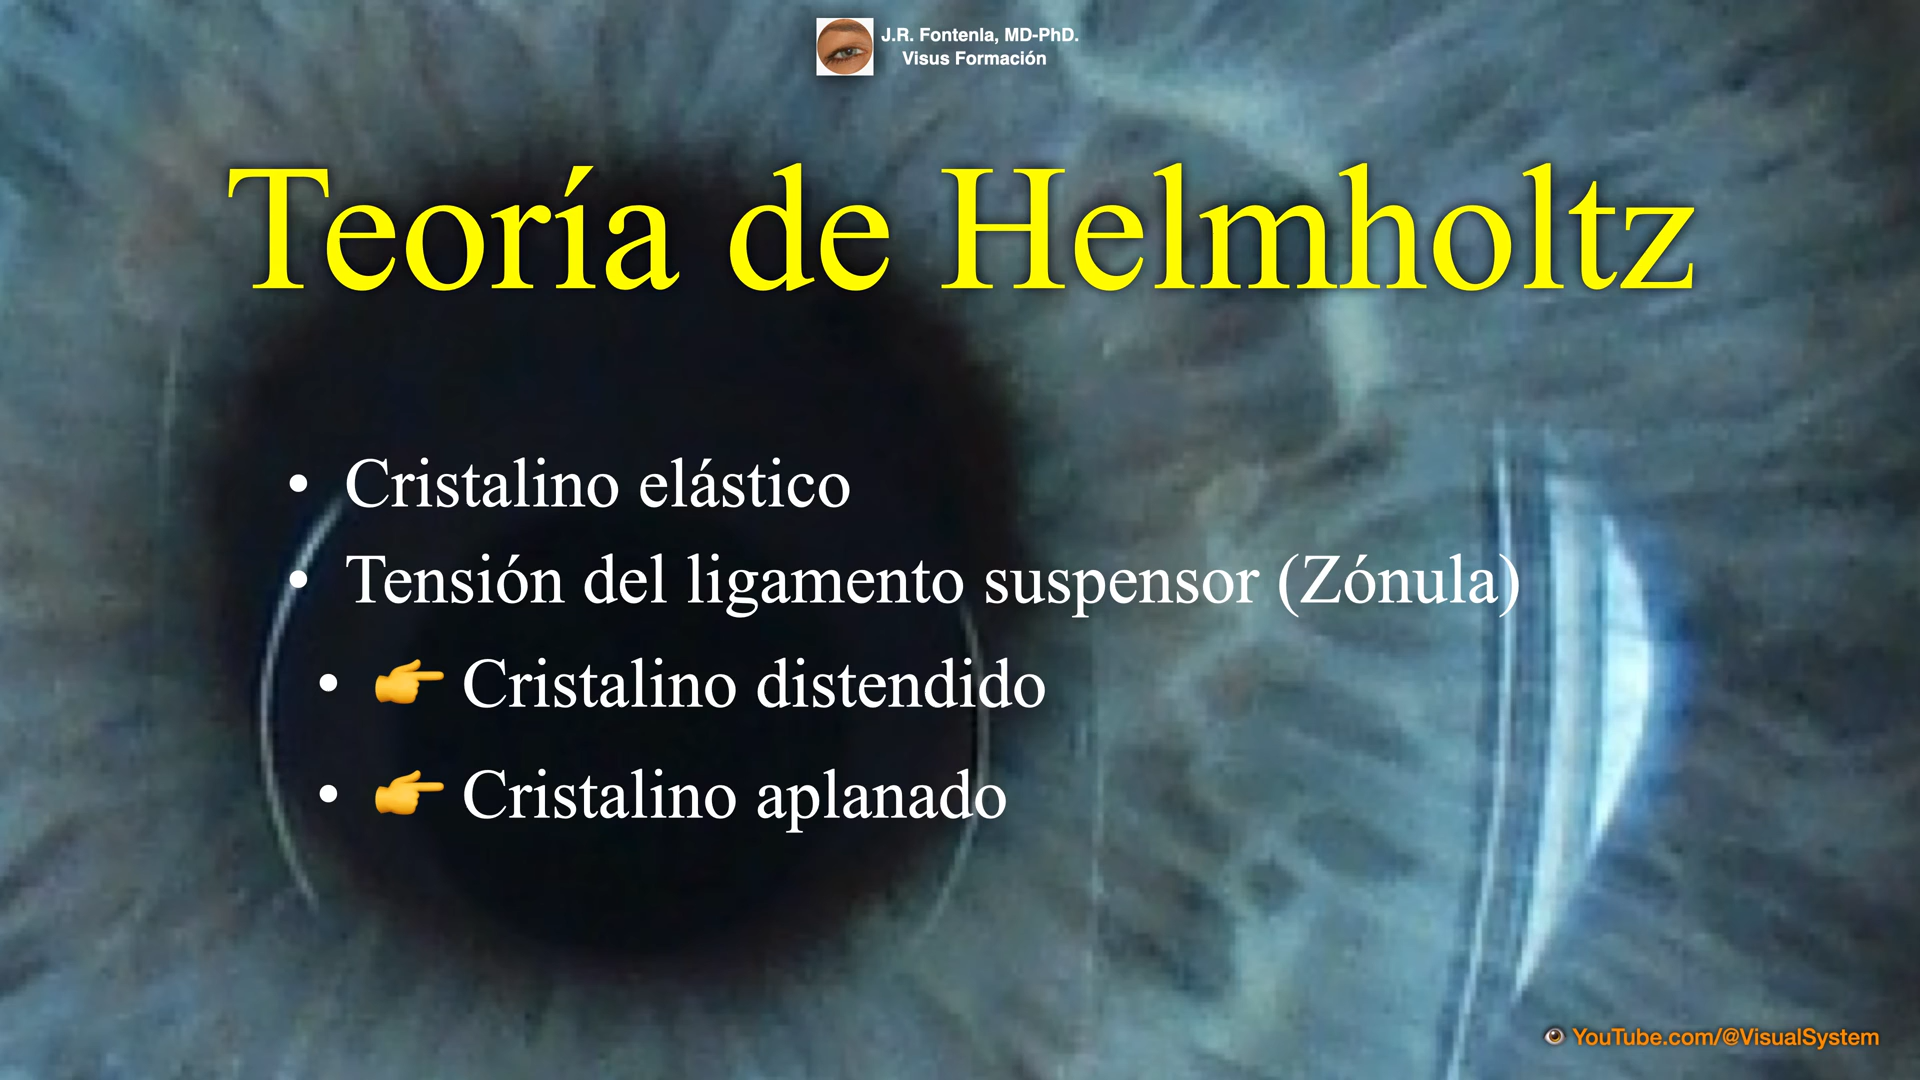 J.R. Fontenla, MD-PhD.
Visus Formación
Teoría de Helmholtz
• Cristalino elástico
• Tensión del ligamento suspensor (Zónula)
• 👉 Cristalino distendido
• 👉 Cristalino aplanado
👁 YouTube.com/@VisualSystem